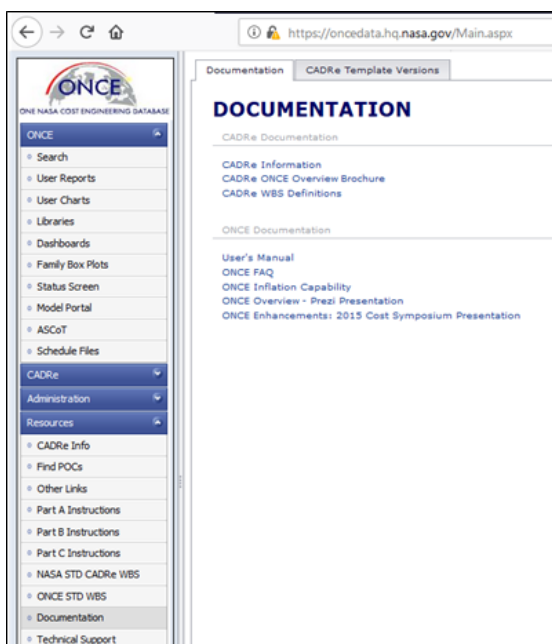 https://oncedata.hq.nasa.gov/Main.aspx
ONCE
ONE NASA COST ENGINEERING DATABASE
ONCE
Search
User Reports
User Charts
Libraries
Dashboards
Family Box Plots
Status Screen
Model Portal
ASCoT
Schedule Files
CADRe
Administration
Resources
CADRe Info
Find POCs
Other Links
Part A Instructions
Part B Instructions
Part C Instructions
NASA STD CADRe WBS
ONCE STD WBS
Documentation
Technical Support
Documentation
CADRe Template Versions
DOCUMENTATION
CADRe Documentation
CADRe Information
CADRe ONCE Overview Brochure
CADRe WBS Definitions
ONCE Documentation
User's Manual
ONCE FAQ
ONCE Inflation Capability
ONCE Overview - Prezi Presentation
ONCE Enhancements: 2015 Cost Symposium Presentation